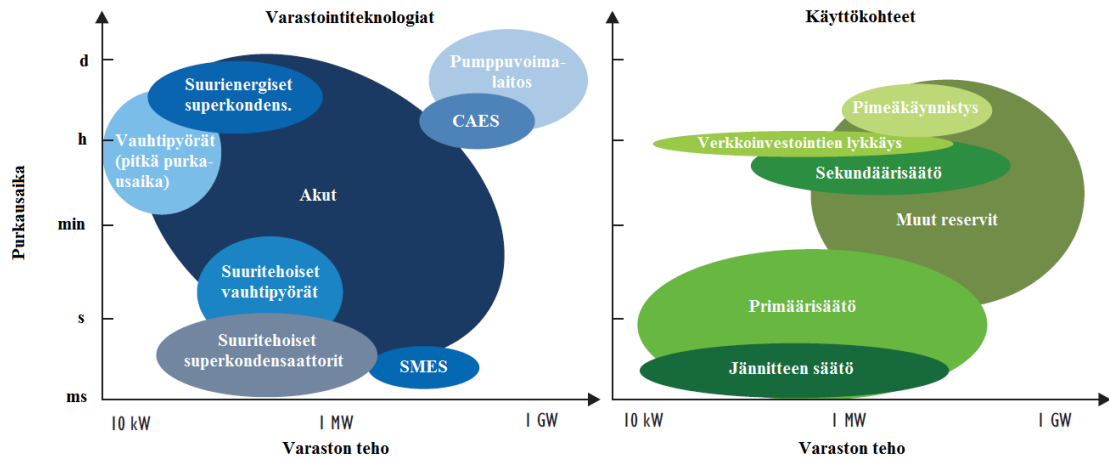 Varastointiteknologiat
Käyttökohteet
Purkausaika
d
h
min
s
ms
Suurienergiset
superkondens.
Pumppuvoima-
laitos
CAES
Vauhtipyörät
(pitkä purka-
usaika)
Akut
Suuritehoiset
vauhtipyörät
Suuritehoiset
superkondensaattorit
SMES
10 kW
1 MW
1 GW
Varaston teho
Pimeäkäynnistys
Verkkoinvestointien lykkäys
Sekundäärisäätö
Muut reservit
Primäärisäätö
Jännitteen säätö
10 kW
1 MW
1 GW
Varaston teho